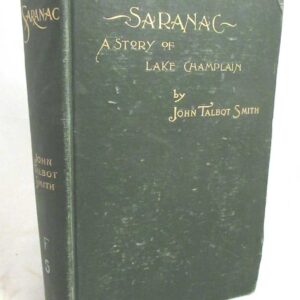 SARANAC
A STORY OF
LAKE CHAMPLAIN
by
JOHN TALBOT SMITH
SARANAC
JOHN
TALBOT
SMITH
F
S